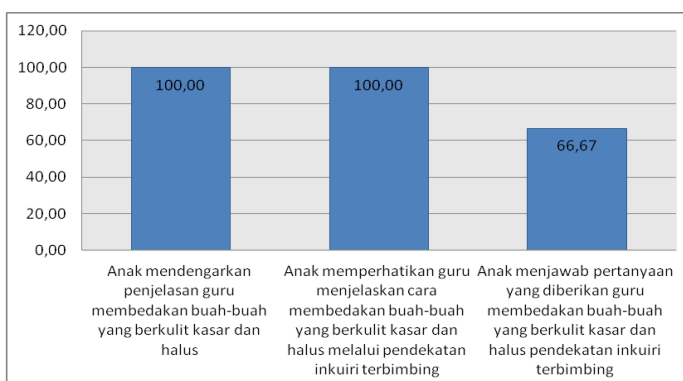 120,00
100,00
80,00
60,00
40,00
20,00
0,00
100,00
100,00
66,67
Anak mendengarkan
penjelasan guru
membedakan buah-buah
yang berkulit kasar dan
halus
Anak memperhatikan guru
menjelaskan cara
membedakan buah-buah
yang berkulit kasar dan
halus melalui pendekatan
inkuiri terbimbing
Anak menjawab pertanyaan
yang diberikan guru
membedakan buah-buah
yang berkulit kasar dan
halus pendekatan inkuiri
terbimbing